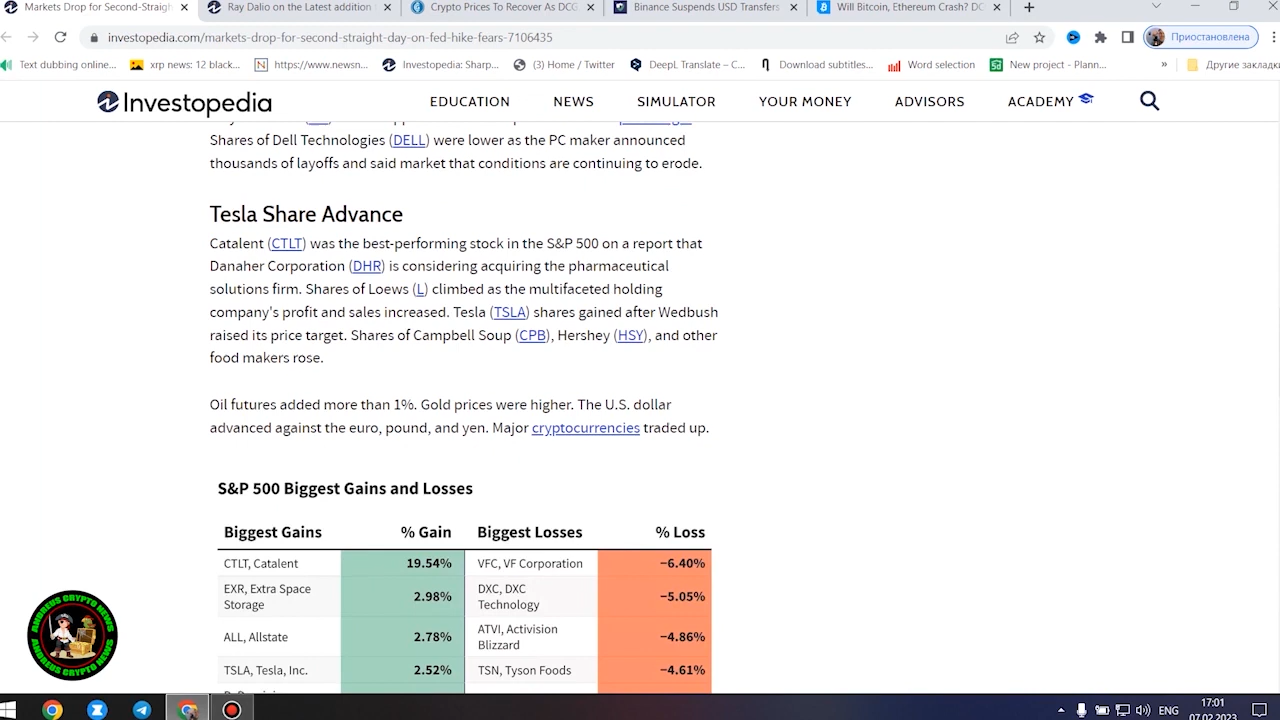 Markets Drop for Second-Straigh
Ray Dalio on the Latest addition
Crypto Prices To Recover As DCG
Binance Suspends USD Transfers
Will Bitcoin, Ethereum Crash? DC
investopedia.com/markets-drop-for-second-straight-day-on-fed-hike-fears-7106435
Приостановлена
Text dubbing online...
xrp news: 12 black...
https://www.newsn...
Investopedia: Sharp...
(3) Home / Twitter
DeepL Translate – C...
Download subtitles...
Word selection
New project - Plann...
»
Другие закладки
Investopedia
EDUCATION NEWS SIMULATOR YOUR MONEY ADVISORS ACADEMY
Shares of Dell Technologies (DELL) were lower as the PC maker announced
thousands of layoffs and said market that conditions are continuing to erode.
Tesla Share Advance
Catalent (CTLT) was the best-performing stock in the S&P 500 on a report that
Danaher Corporation (DHR) is considering acquiring the pharmaceutical
solutions firm. Shares of Loews (L) climbed as the multifaceted holding
company's profit and sales increased. Tesla (TSLA) shares gained after Wedbush
raised its price target. Shares of Campbell Soup (CPB), Hershey (HSY), and other
food makers rose.
Oil futures added more than 1%. Gold prices were higher. The U.S. dollar
advanced against the euro, pound, and yen. Major cryptocurrencies traded up.
S&P 500 Biggest Gains and Losses
Biggest Gains % Gain Biggest Losses % Loss
CTLT, Catalent 19.54% VFC, VF Corporation −6.40%
EXR, Extra Space
Storage 2.98% DXC, DXC
Technology −5.05%
ALL, Allstate 2.78% ATVI, Activision
Blizzard −4.86%
TSLA, Tesla, Inc. 2.52% TSN, Tyson Foods −4.61%
ANDREUS CRYPTO NEWS
ANDREUS CRYPTO NEWS
ENG
17:01
07.02.2023